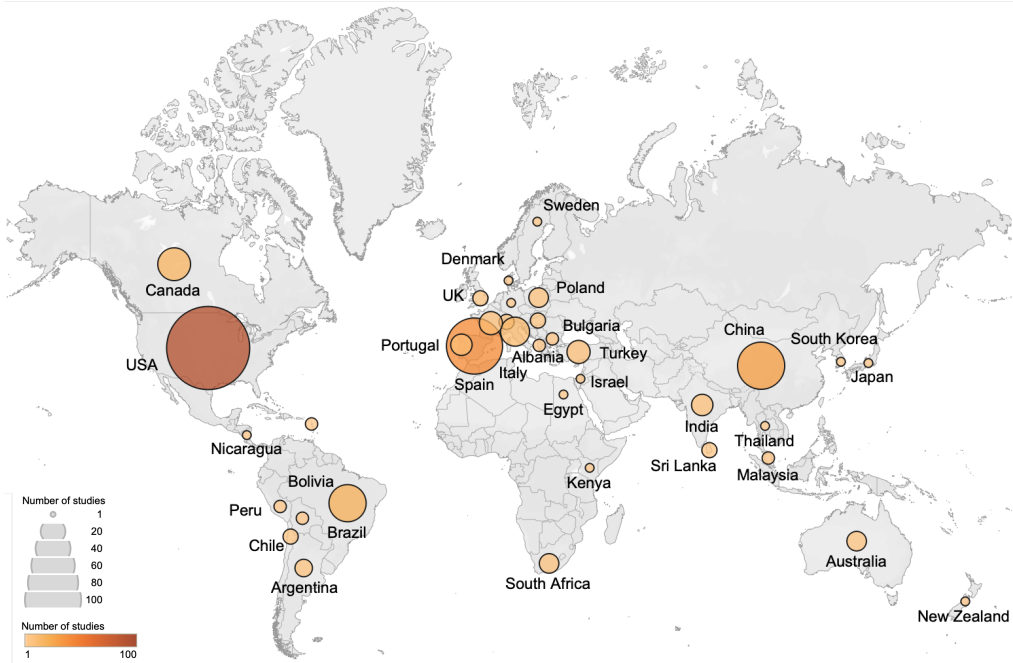 Sweden
Denmark
UK
Poland
Canada
Bulgaria
China
South Korea
Portugal
Albania
Turkey
USA
Italy
Japan
Spain
Israel
Egypt
India
Nicaragua
Thailand
Sri Lanka
Malaysia
Bolivia
Kenya
Peru
Brazil
Chile
Australia
South Africa
Argentina
New Zealand
Number of studies
1
20
40
60
80
100
Number of studies
1 100